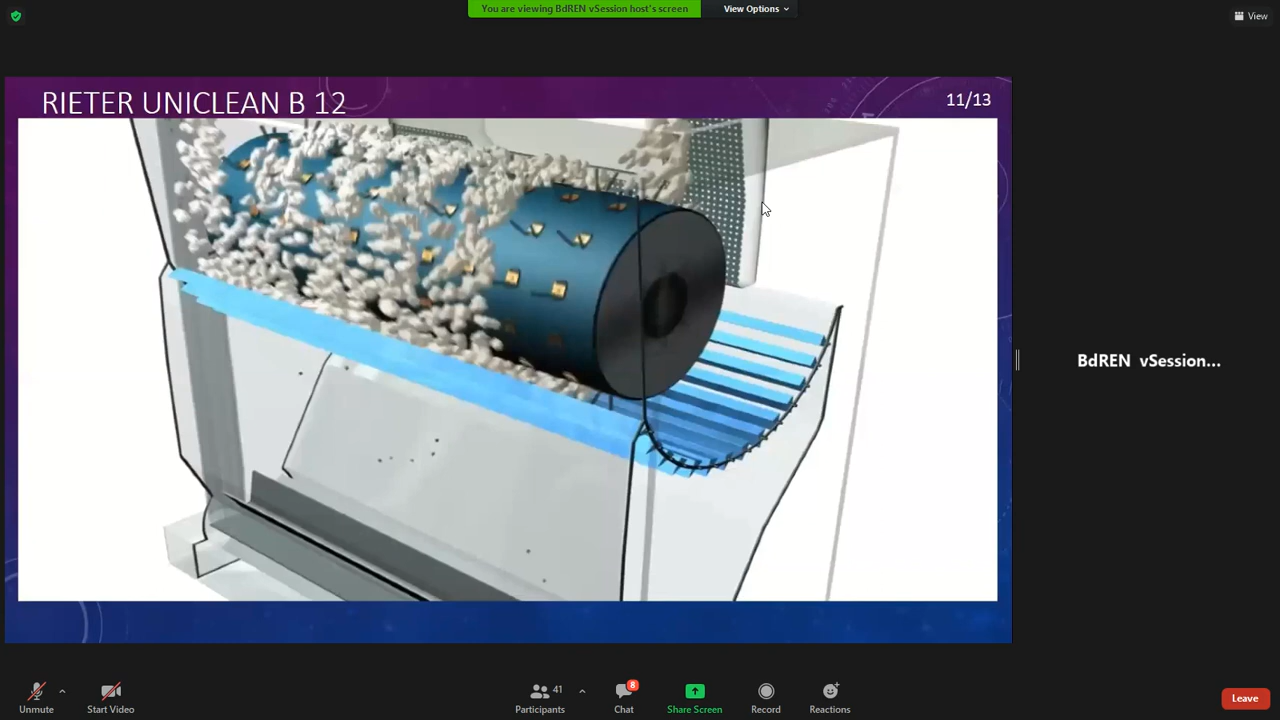 You are viewing BdREN vSession host's screen
View Options
View
RIETER UNICLEAN B 12
11/13
BdREN vSession...
Unmute
Start Video
41
Participants
8
Chat
Share Screen
Record
Reactions
Leave